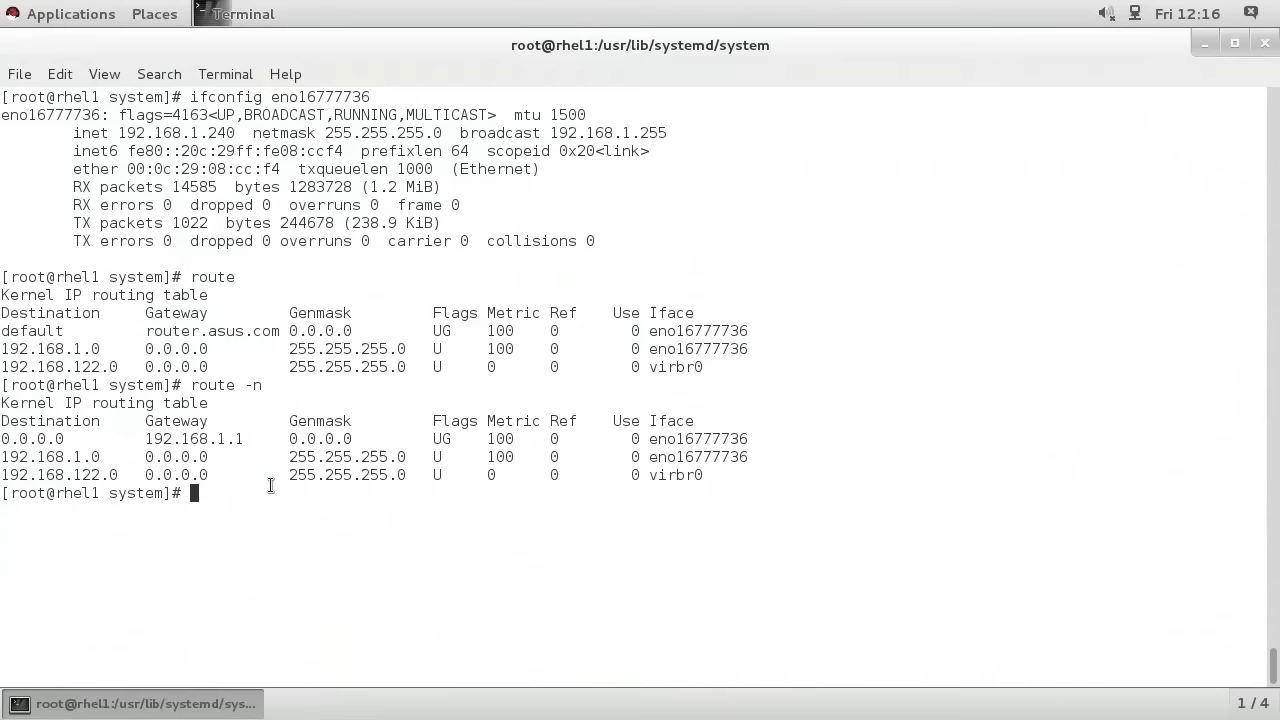 Applications Places Terminal Fri 12:16
root@rhel1:/usr/lib/systemd/system
File Edit View Search Terminal Help
[root@rhel1 system]# ifconfig eno16777736
eno16777736: flags=4163<UP,BROADCAST,RUNNING,MULTICAST>  mtu 1500
        inet 192.168.1.240  netmask 255.255.255.0  broadcast 192.168.1.255
        inet6 fe80::20c:29ff:fe08:ccf4  prefixlen 64  scopeid 0x20<link>
        ether 00:0c:29:08:cc:f4  txqueuelen 1000  (Ethernet)
        RX packets 14585  bytes 1283728 (1.2 MiB)
        RX errors 0  dropped 0  overruns 0  frame 0
        TX packets 1022  bytes 244678 (238.9 KiB)
        TX errors 0  dropped 0 overruns 0  carrier 0  collisions 0
[root@rhel1 system]# route
Kernel IP routing table
Destination     Gateway         Genmask         Flags Metric Ref    Use Iface
default         router.asus.com 0.0.0.0         UG    100    0        0 eno16777736
192.168.1.0     0.0.0.0         255.255.255.0   U     100    0        0 eno16777736
192.168.122.0   0.0.0.0         255.255.255.0   U     0      0        0 virbr0
[root@rhel1 system]# route -n
Kernel IP routing table
Destination     Gateway         Genmask         Flags Metric Ref    Use Iface
0.0.0.0         192.168.1.1     0.0.0.0         UG    100    0        0 eno16777736
192.168.1.0     0.0.0.0         255.255.255.0   U     100    0        0 eno16777736
192.168.122.0   0.0.0.0         255.255.255.0   U     0      0        0 virbr0
[root@rhel1 system]#
root@rhel1:/usr/lib/systemd/sys... 1 / 4